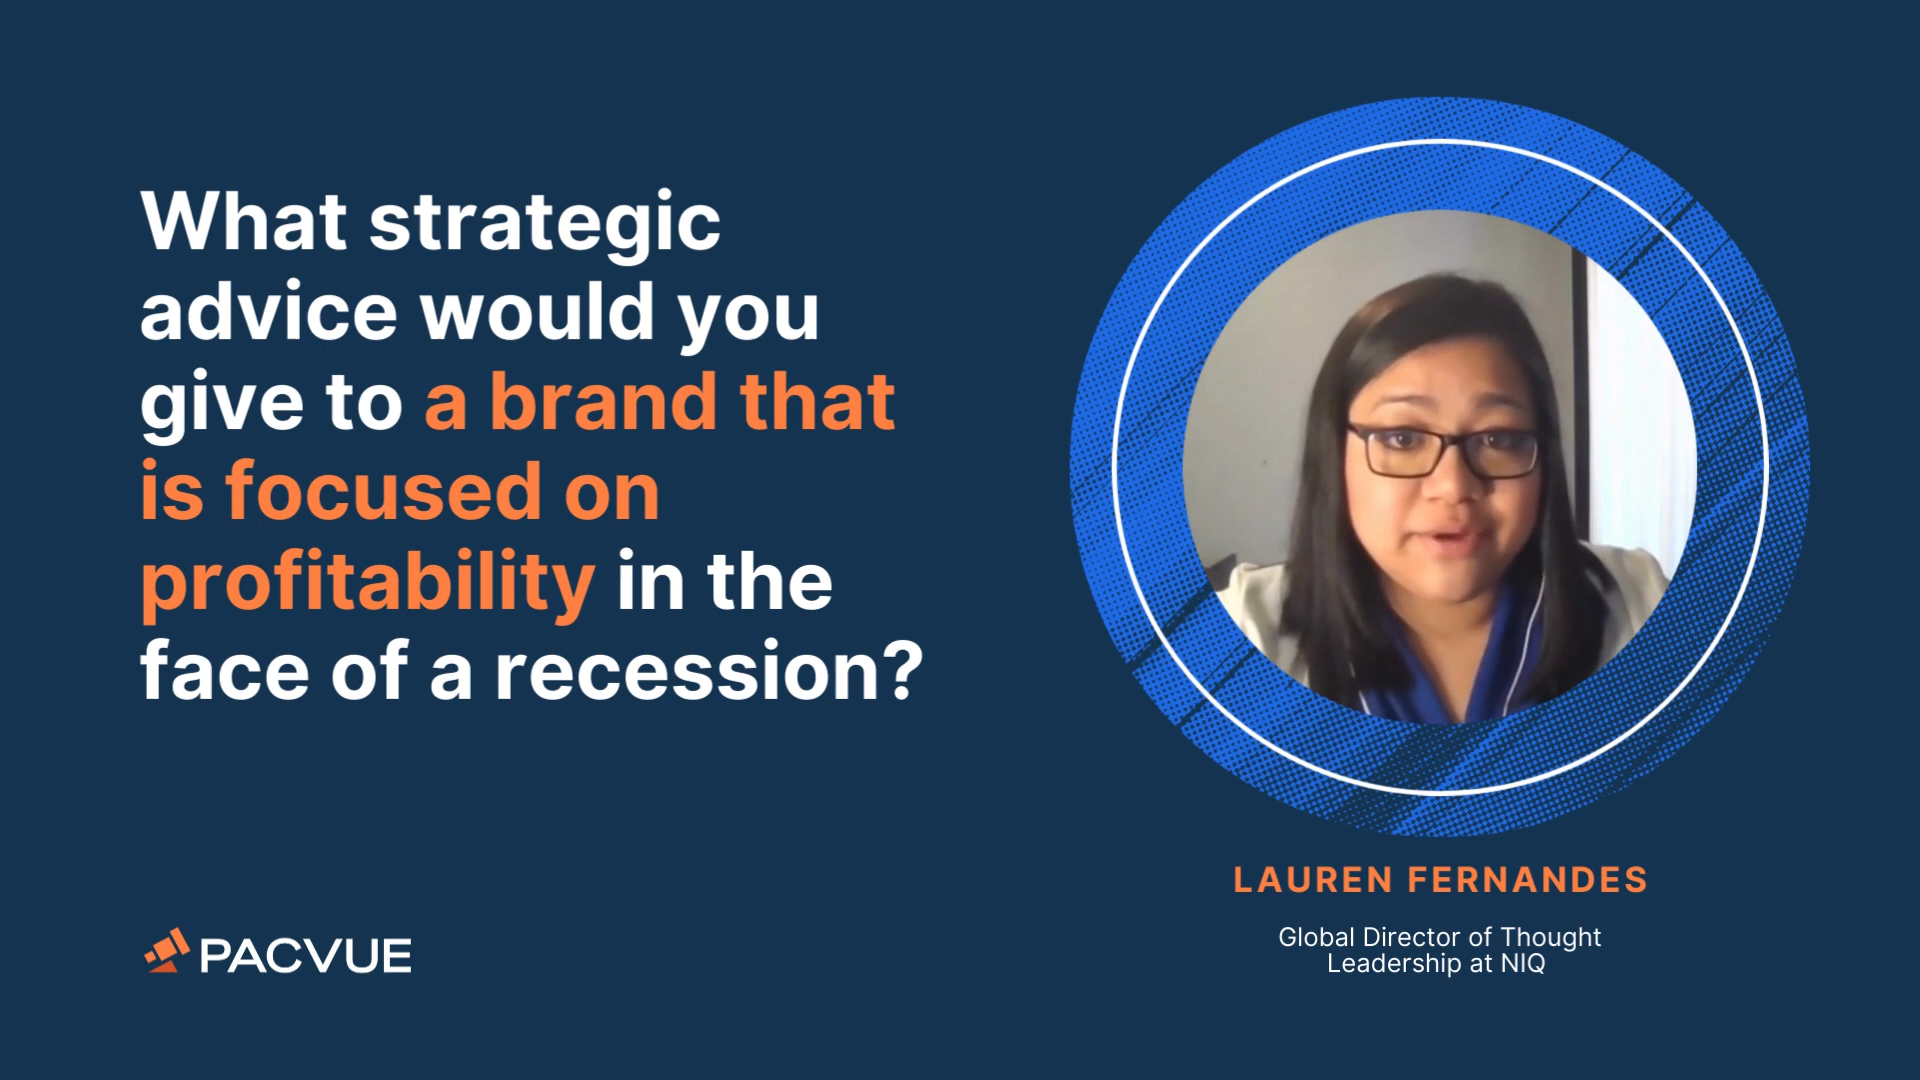 What strategic
advice would you
give to a brand that
is focused on
profitability in the
face of a recession?
LAUREN FERNANDES
Global Director of Thought
Leadership at NIQ
PACVUE